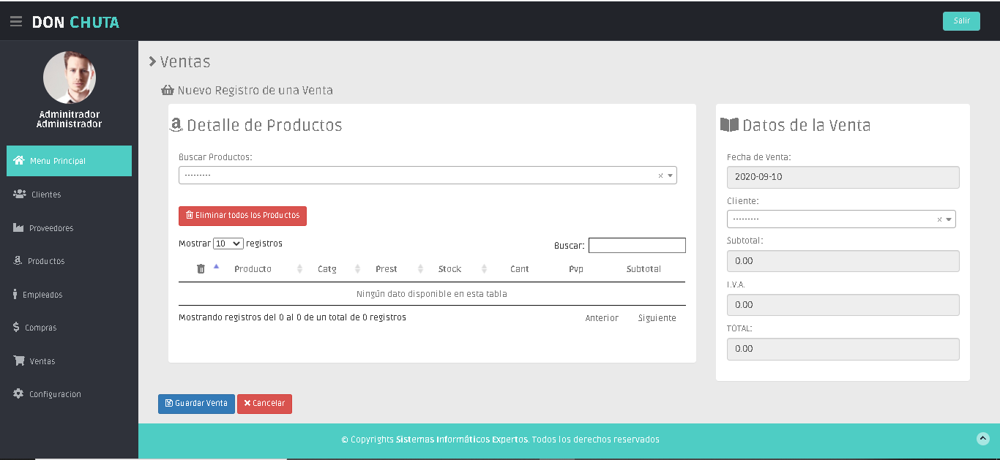 DON CHUTA
Salir
Adminitrador
Administrador
Menu Principal
Clientes
Proveedores
Productos
Empleados
Compras
Ventas
Configuracion
Ventas
Nuevo Registro de una Venta
Detalle de Productos
Buscar Productos:
---------
Eliminar todos los Productos
Mostrar 10 registros
Buscar:
Producto Catg Prest Stock Cant Pvp Subtotal
Ningún dato disponible en esta tabla
Mostrando registros del 0 al 0 de un total de 0 registros
Anterior Siguiente
Datos de la Venta
Fecha de Venta:
2020-09-10
Cliente:
---------
Subtotal:
0.00
I.V.A.
0.00
TOTAL:
0.00
Guardar Venta
Cancelar
© Copyrights Sistemas Informáticos Expertos. Todos los derechos reservados